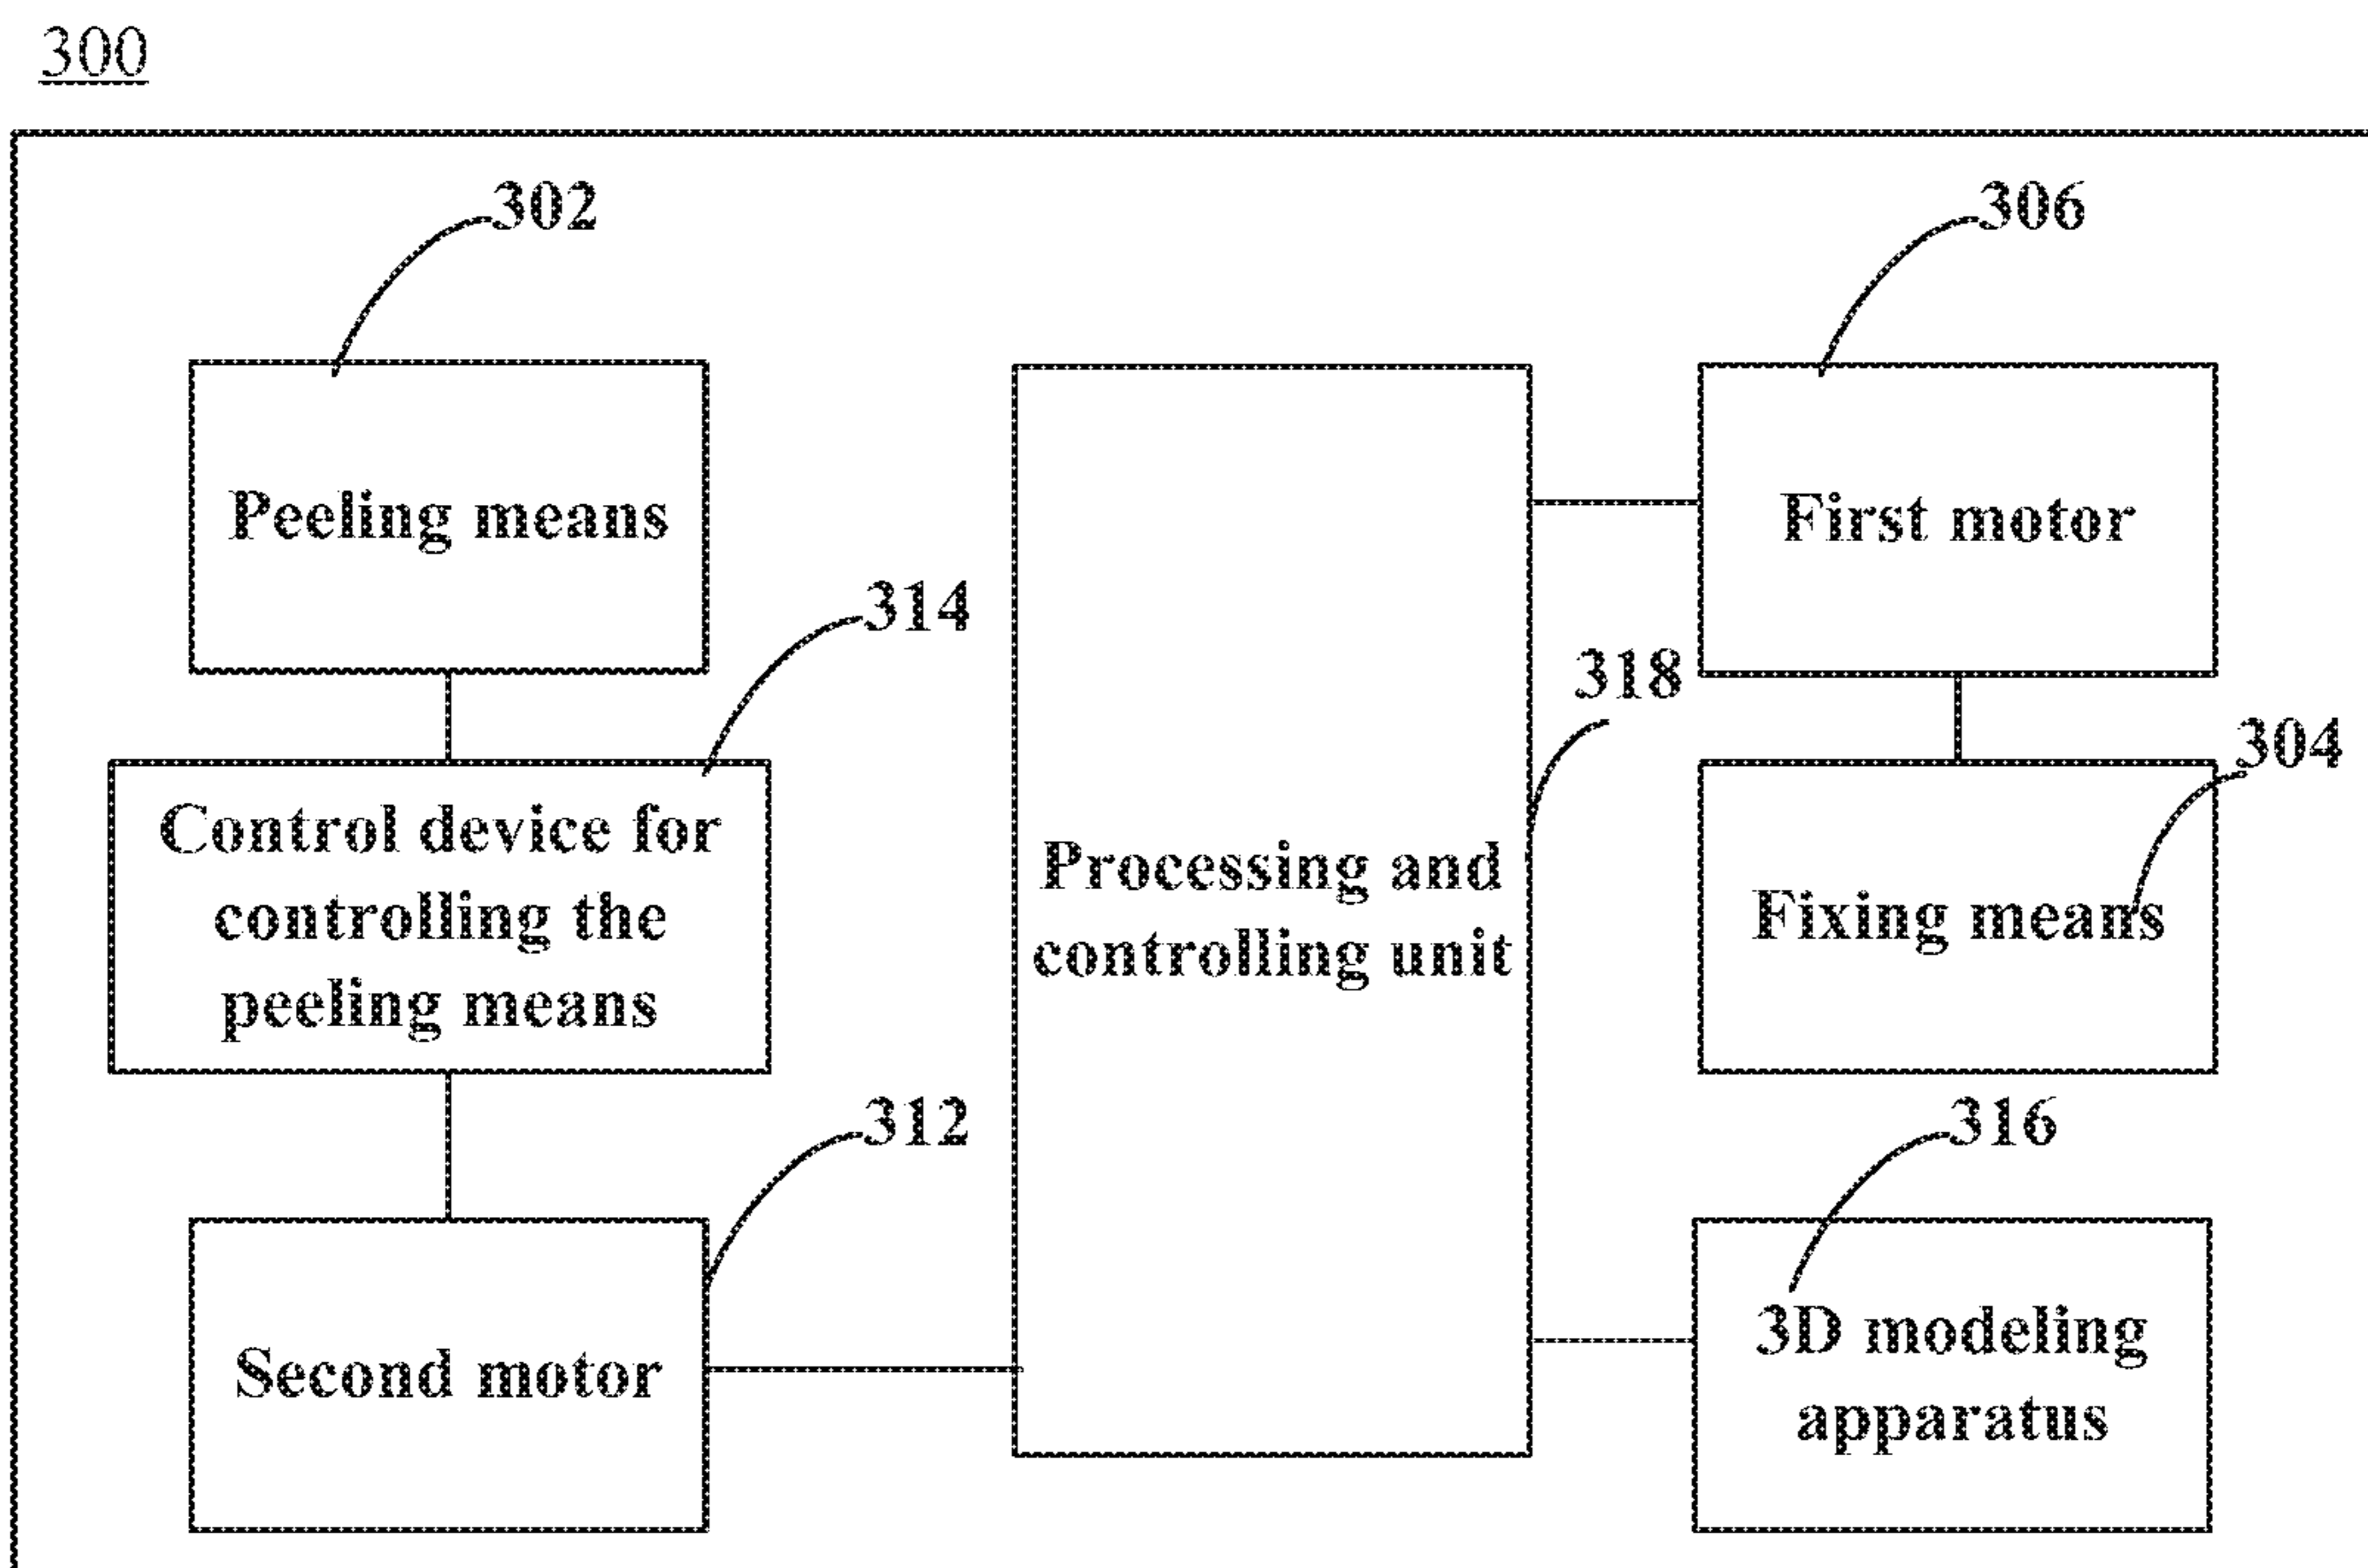 300
302
306
Peeling means
First motor
314
318
304
Control device for
controlling the
peeling means
Processing and
controlling unit
Fixing means
312
316
Second motor
3D modeling
apparatus